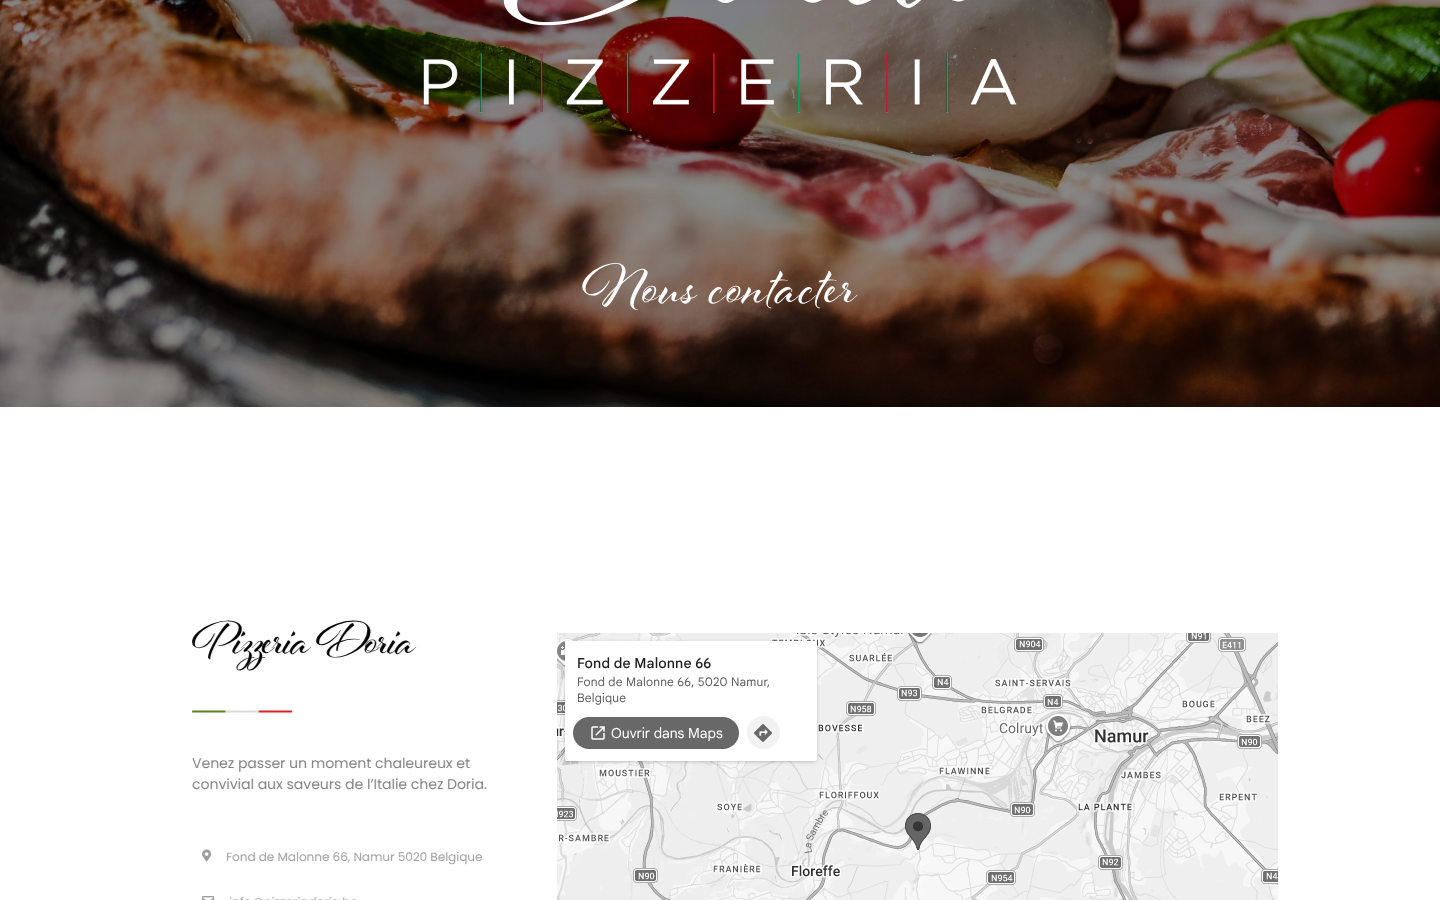 PIZZERIA
Nous contacter
Pizzeria Doria
Venez passer un moment chaleureux et
convivial aux saveurs de l'Italie chez Doria.
Fond de Malonne 66, Namur 5020 Belgique
Fond de Malonne 66
Fond de Malonne 66, 5020 Namur,
Belgique
Ouvrir dans Maps
N91
N904
E411
SUARLÉE
N4
SAINT-SERVAIS
N93
N4
BOUGE
N958
BELGRADE
BEEZ
BOVESSE
Colruyt
Namur
N90
MOUSTIER
FLAWINNE
JAMBES
FLORIFFOUX
ERPENT
SOYE
N90
LA PLANTE
La Sambre
R-SAMBRE
N92
FRANIÈRE
Floreffe
N90
N954